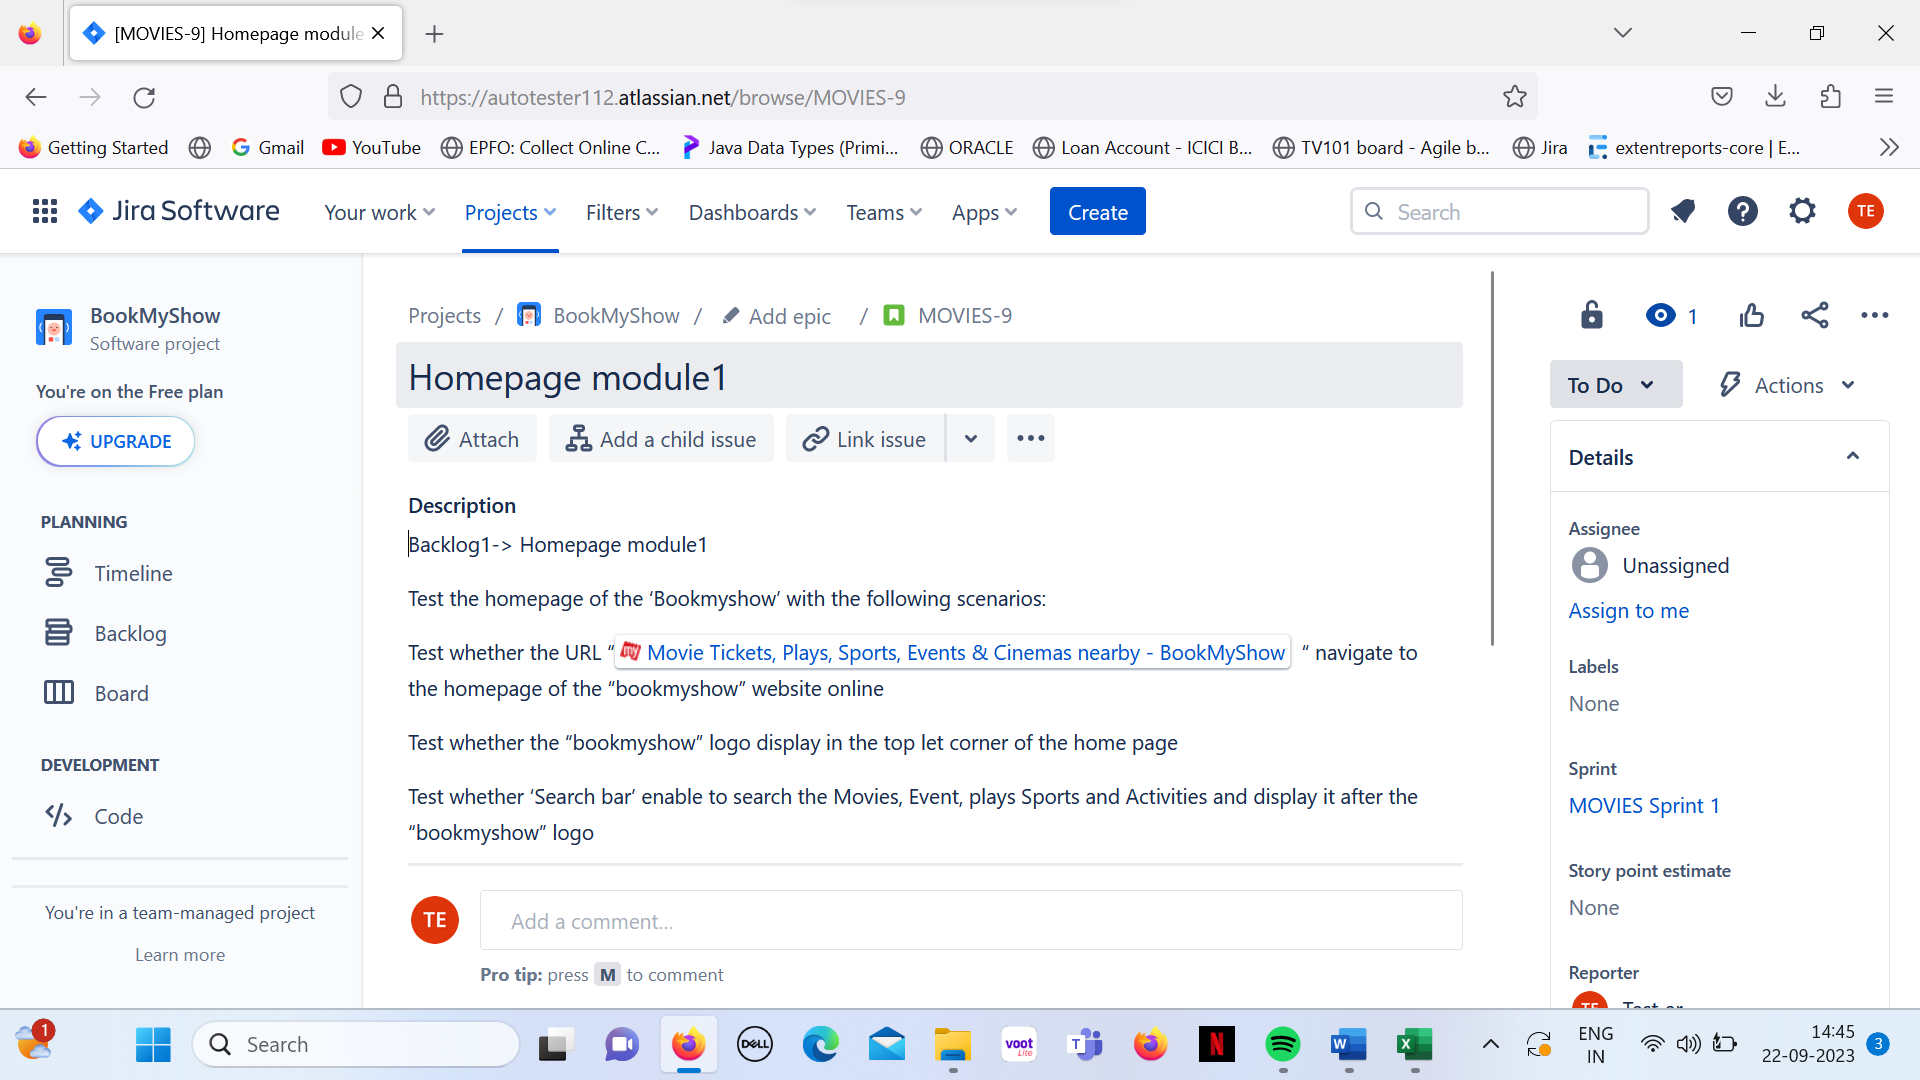 [MOVIES-9] Homepage module
https://autotester112.atlassian.net/browse/MOVIES-9
Getting Started Gmail YouTube EPFO: Collect Online C... Java Data Types (Primi... ORACLE Loan Account - ICICI B... TV101 board - Agile b... Jira extentreports-core | E...
Jira Software Your work Projects Filters Dashboards Teams Apps Create Search TE
BookMyShow
Software project
You're on the Free plan
UPGRADE
PLANNING
Timeline
Backlog
Board
DEVELOPMENT
Code
You're in a team-managed project
Learn more
Projects / BookMyShow / Add epic / MOVIES-9
Homepage module1
Attach Add a child issue Link issue
Description
Backlog1-> Homepage module1
Test the homepage of the ‘Bookmyshow’ with the following scenarios:
Test whether the URL “ my Movie Tickets, Plays, Sports, Events & Cinemas nearby - BookMyShow “ navigate to
the homepage of the “bookmyshow” website online
Test whether the “bookmyshow” logo display in the top let corner of the home page
Test whether ‘Search bar’ enable to search the Movies, Event, plays Sports and Activities and display it after the
“bookmyshow” logo
TE Add a comment...
Pro tip: press M to comment
1
To Do Actions
Details
Assignee
Unassigned
Assign to me
Labels
None
Sprint
MOVIES Sprint 1
Story point estimate
None
Reporter
1 Search DELL voot Lite T N W X ENG IN 14:45 22-09-2023 3